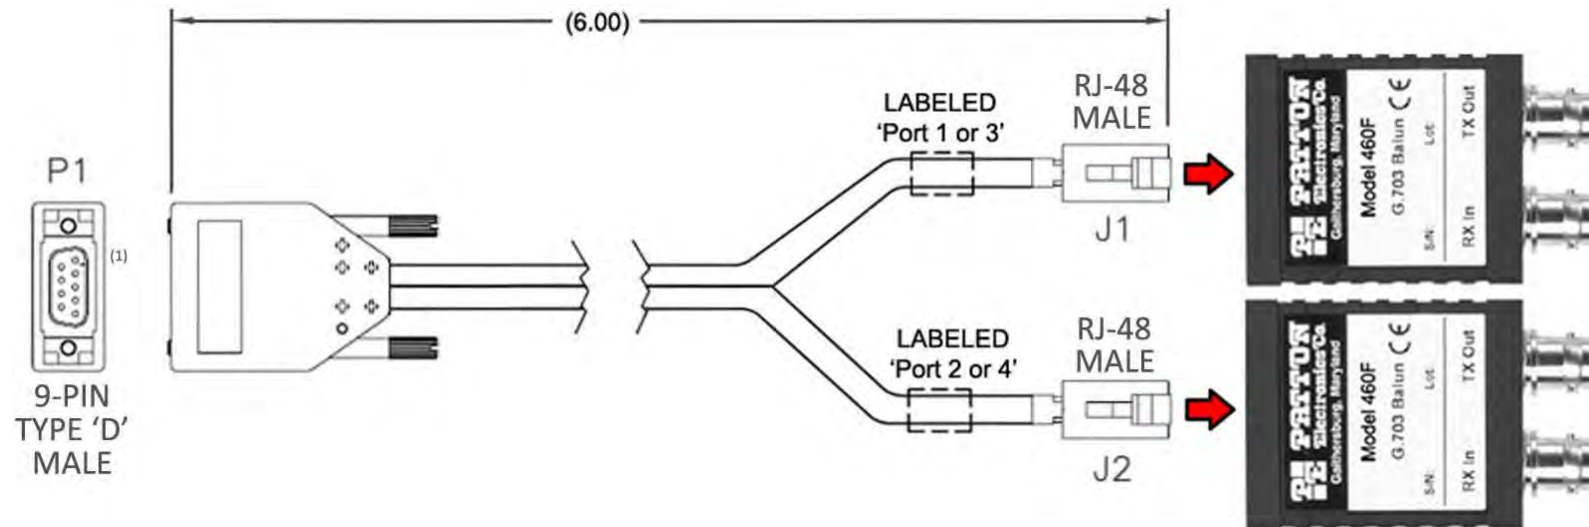 (6.00)
P1
(1)
9-PIN
TYPE ‘D’
MALE
LABELED
‘Port 1 or 3’
RJ-48
MALE
J1
LABELED
‘Port 2 or 4’
RJ-48
MALE
J2
PATTON
Electronics Co.
Gaithersburg, Maryland
Model 460F
G.703 Balun CE
S/N: Lot:
RX In TX Out
PATTON
Electronics Co.
Gaithersburg, Maryland
Model 460F
G.703 Balun CE
S/N: Lot:
RX In TX Out